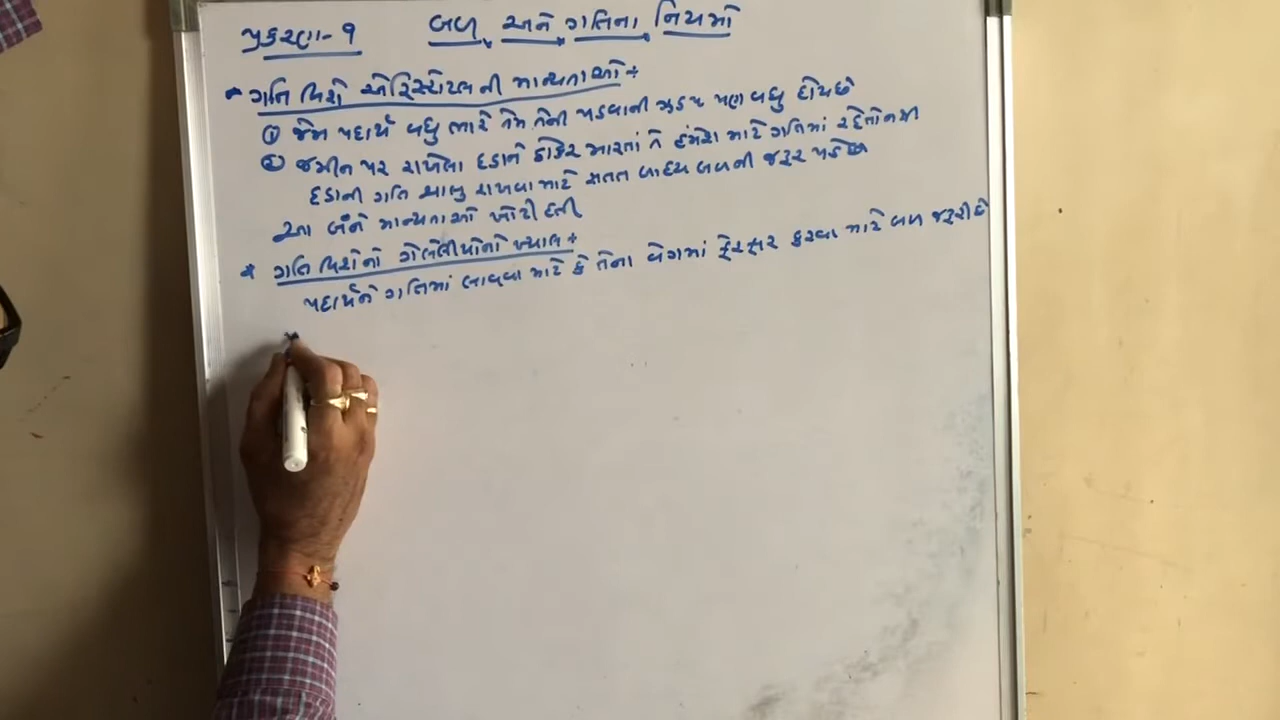 પ્રકરણ-૧ બળ અને ગતિના નિયમો
* ગતિ વિશે એરિસ્ટોટલની માન્યતાઓ ÷
① જેમ પદાર્થ વધુ ભારે તેમ તેની પડવાની ઝડપ પણ વધુ હોય છે
② જમીન પર રાખેલા દડાને ઠોકર મારતાં તે હંમેશા માટે ગતિમાં રહેતો નથી
દડાની ગતિ ચાલુ રાખવા માટે સતત બાહ્ય બળની જરૂર પડે છે
આ બંને માન્યતાઓ ખોટી હતી
* ગતિ વિશેનો ગેલેલીયોનો ખ્યાલ ÷
પદાર્થને ગતિમાં લાવવા માટે કે તેના વેગમાં ફેરફાર કરવા માટે બળ જરૂરી છે
*